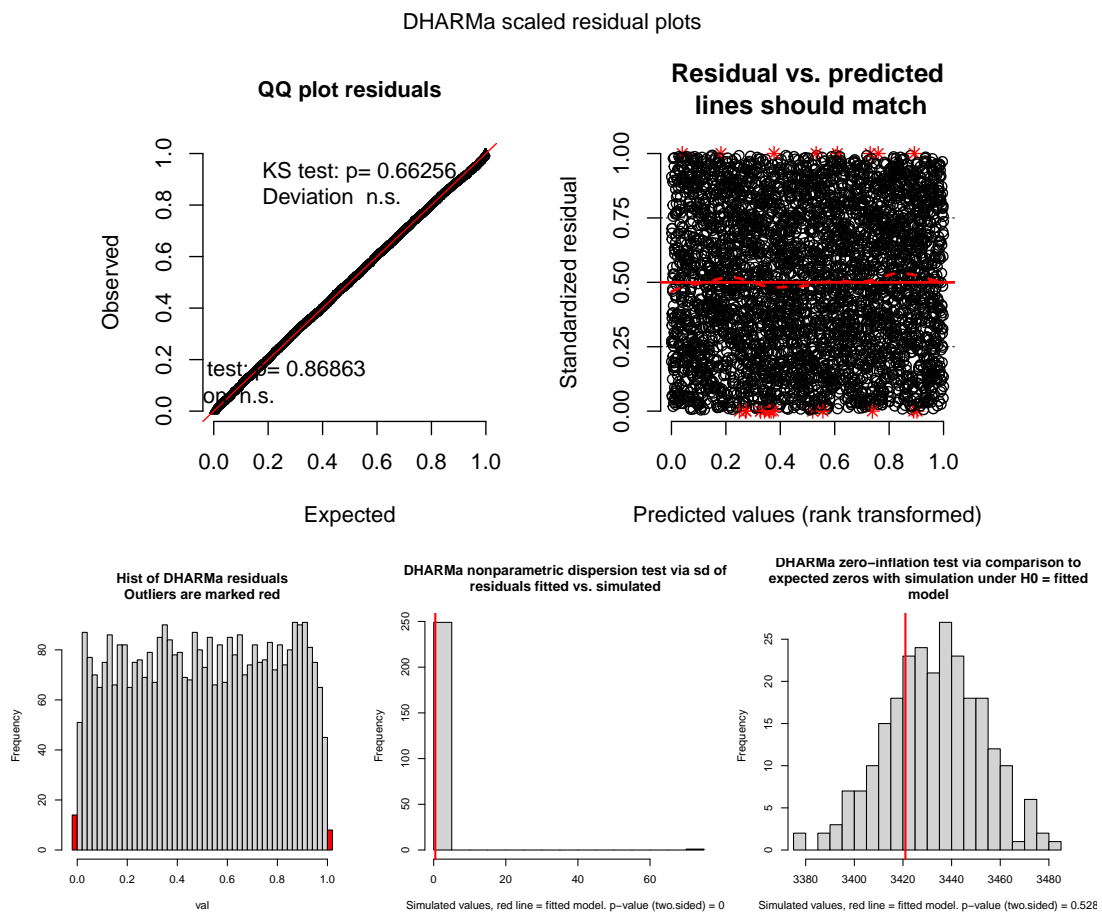 DHARMa scaled residual plots
QQ plot residuals
KS test: p= 0.66256
Deviation n.s.
test: p= 0.86863
n.s.
Observed
0.0 0.2 0.4 0.6 0.8 1.0
0.0 0.2 0.4 0.6 0.8 1.0
Expected
Residual vs. predicted
lines should match
Standardized residual
0.00 0.25 0.50 0.75 1.00
0.0 0.2 0.4 0.6 0.8 1.0
Predicted values (rank transformed)
Hist of DHARMa residuals
Outliers are marked red
Frequency
0 20 40 60 80
0.0 0.2 0.4 0.6 0.8 1.0
val
DHARMa nonparametric dispersion test via sd of
residuals fitted vs. simulated
Frequency
0 50 100 150 200 250
0 20 40 60
Simulated values, red line = fitted model. p−value (two.sided) = 0
DHARMa zero−inflation test via comparison to
expected zeros with simulation under H0 = fitted
model
Frequency
0 5 10 15 20 25
3380 3400 3420 3440 3460 3480
Simulated values, red line = fitted model. p−value (two.sided) = 0.528